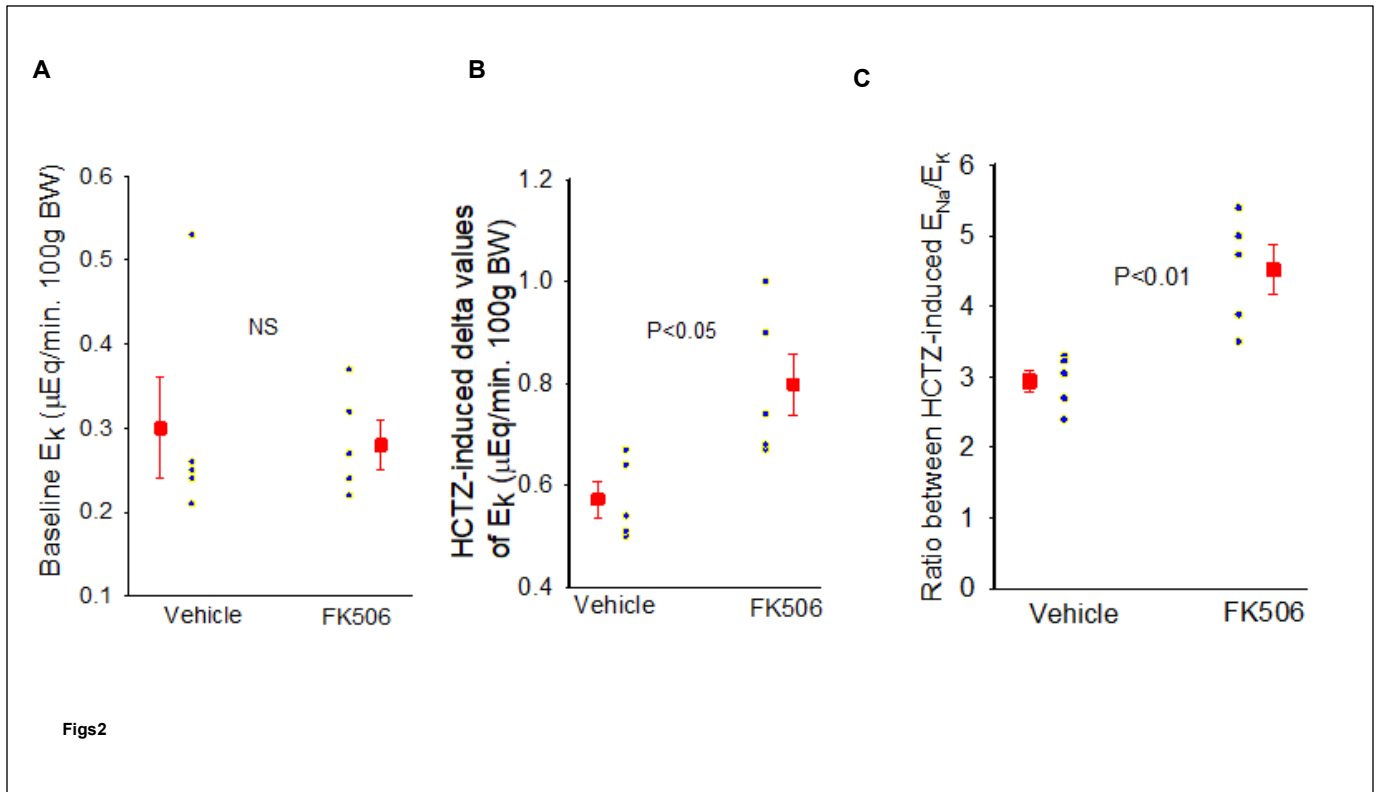 A
Baseline Ek (μEq/min. 100g BW)
0.6
0.5
0.4
0.3
0.2
0.1
NS
Vehicle
FK506
B
HCTZ-induced delta values
of Ek (μEq/min. 100g BW)
1.2
1.0
0.8
0.6
0.4
P<0.05
Vehicle
FK506
C
Ratio between HCTZ-induced ENa/EK
6
5
4
3
2
1
0
P<0.01
Vehicle
FK506
Figs2